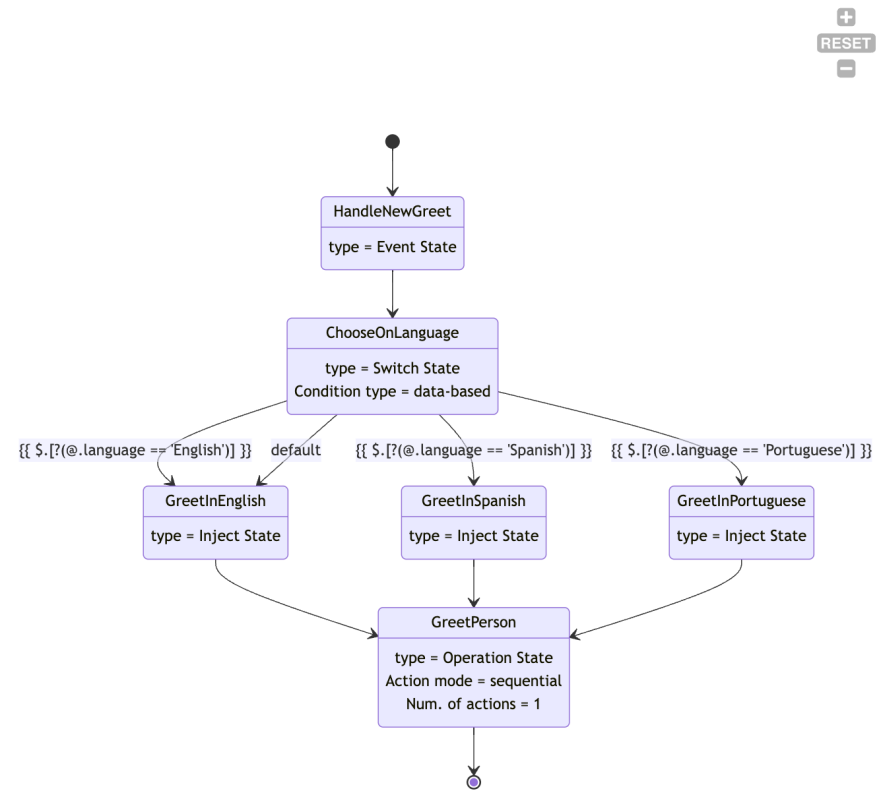 +
RESET
−
HandleNewGreet
type = Event State
ChooseOnLanguage
type = Switch State
Condition type = data-based
{{ $.[?(@.language == 'English')] }}
default
{{ $.[?(@.language == 'Spanish')] }}
{{ $.[?(@.language == 'Portuguese')] }}
GreetInEnglish
type = Inject State
GreetInSpanish
type = Inject State
GreetInPortuguese
type = Inject State
GreetPerson
type = Operation State
Action mode = sequential
Num. of actions = 1